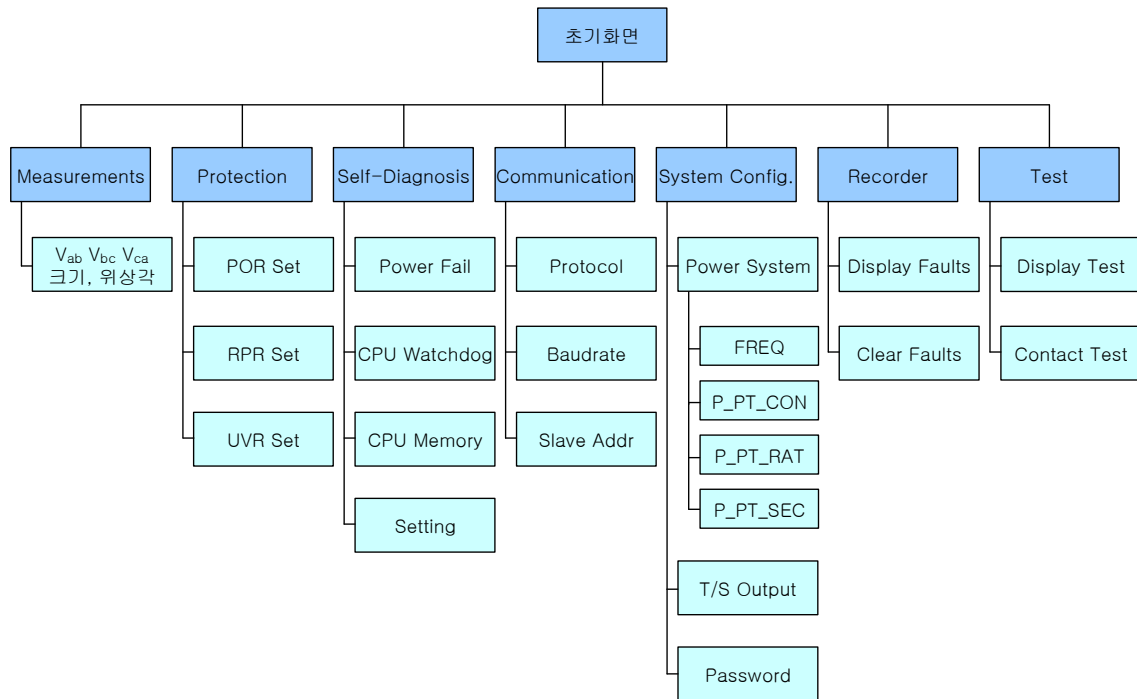 초기화면
Measurements
Protection
Self-Diagnosis
Communication
System Config.
Recorder
Test
Vab Vbc Vca
크기, 위상각
POR Set
RPR Set
UVR Set
Power Fail
CPU Watchdog
CPU Memory
Setting
Protocol
Baudrate
Slave Addr
Power System
FREQ
P_PT_CON
P_PT_RAT
P_PT_SEC
T/S Output
Password
Display Faults
Clear Faults
Display Test
Contact Test